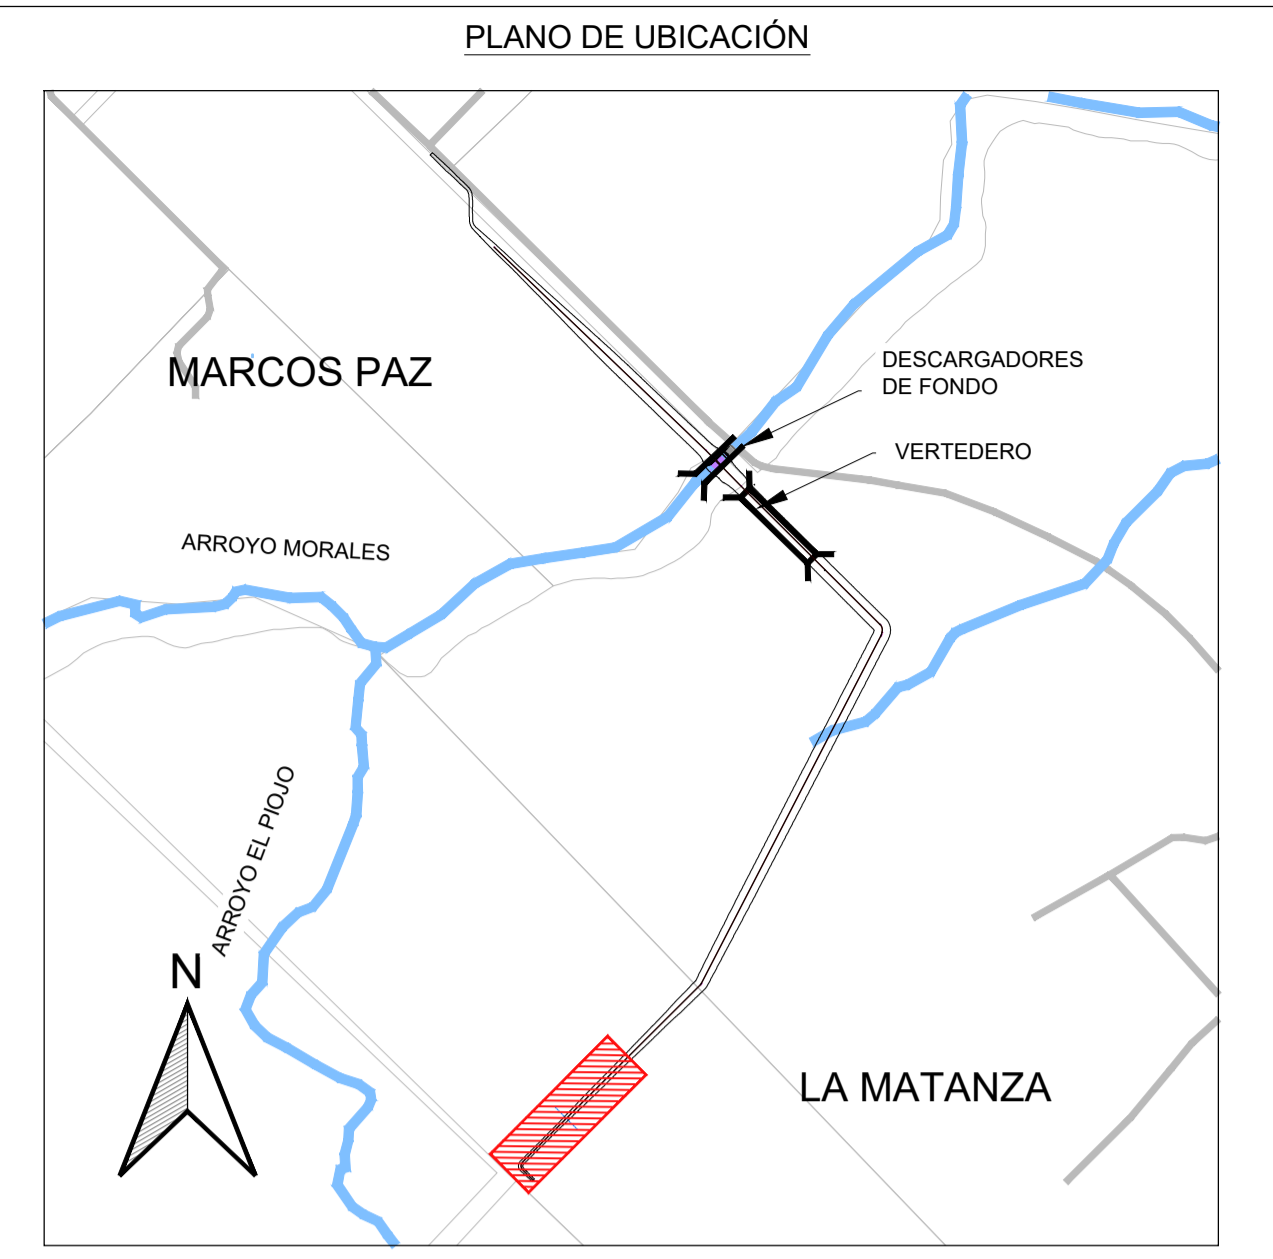 PLANO DE UBICACIÓN
MARCOS PAZ
DESCARGADORES
DE FONDO
VERTEDERO
ARROYO MORALES
ARROYO EL PIOJO
N
LA MATANZA